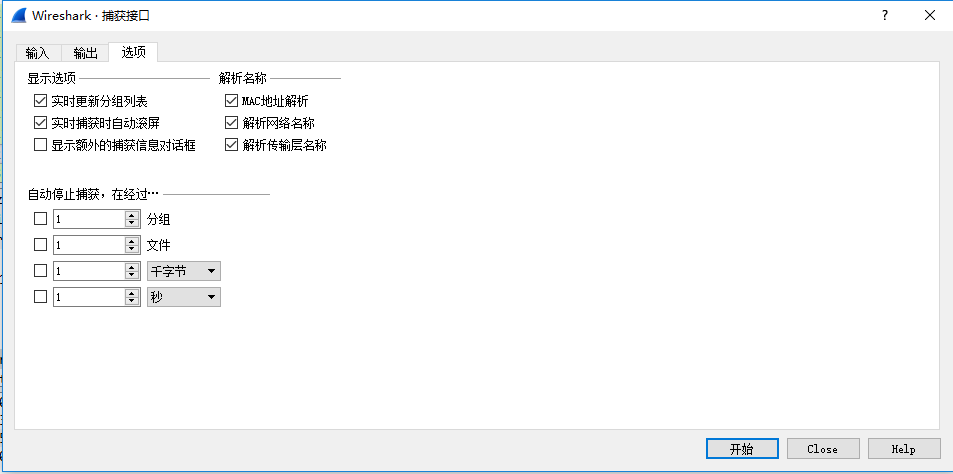 Wireshark · 捕获接口
输入 输出 选项
显示选项 解析名称
实时更新分组列表 MAC地址解析
实时捕获时自动滚屏 解析网络名称
显示额外的捕获信息对话框 解析传输层名称
自动停止捕获，在经过…
1 分组
1 文件
1 千字节
1 秒
开始 Close Help